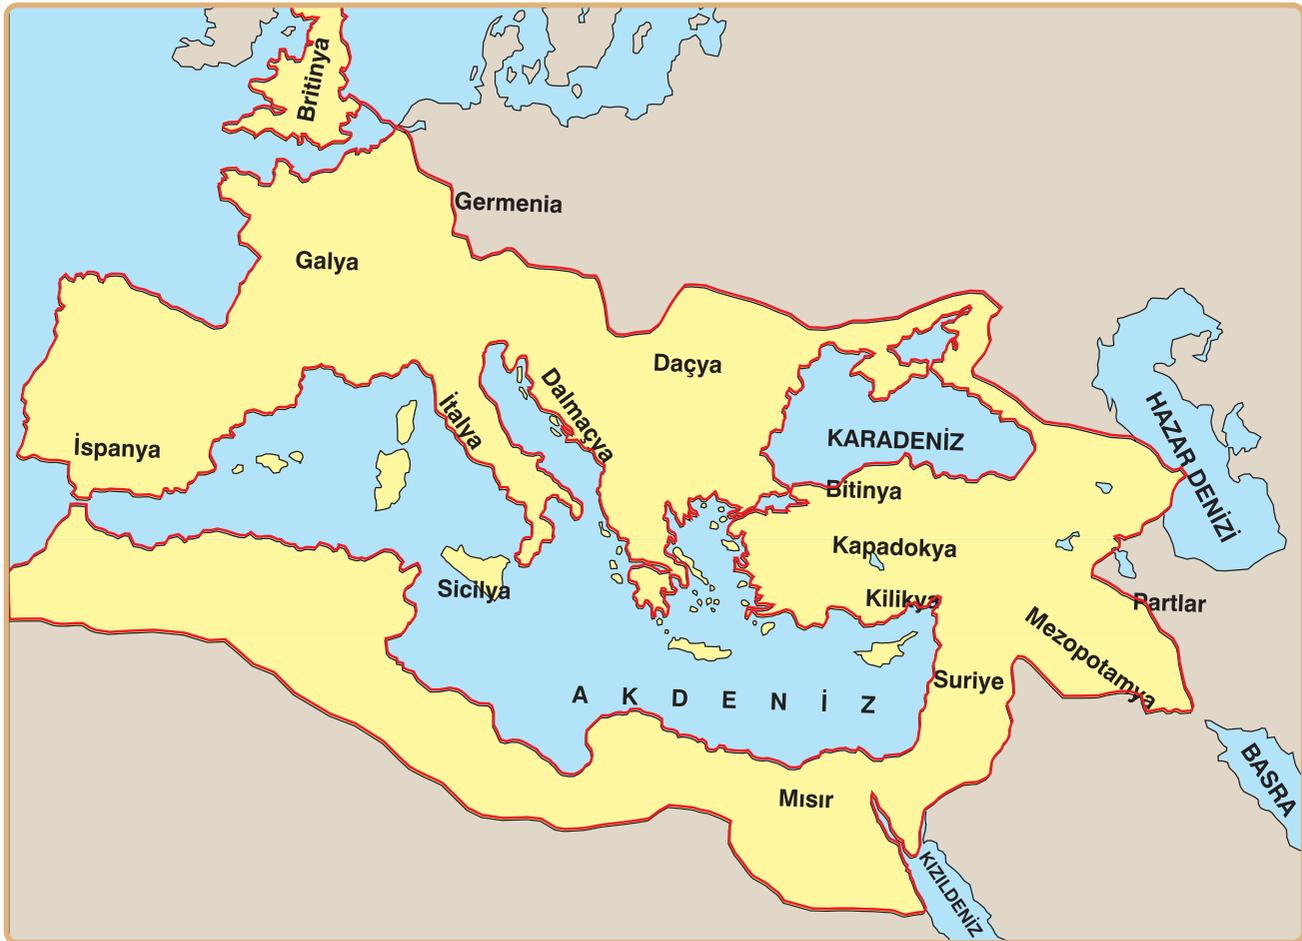 Britinya
Germenia
Galya
Daçya
Dalmaçya
İtalya
İspanya
KARADENİZ
HAZAR DENİZİ
Bitinya
Kapadokya
Kilikya
Sicilya
Partlar
Mezopotamya
Suriye
AKDENİZ
Mısır
BASRA
KIZILDENİZ